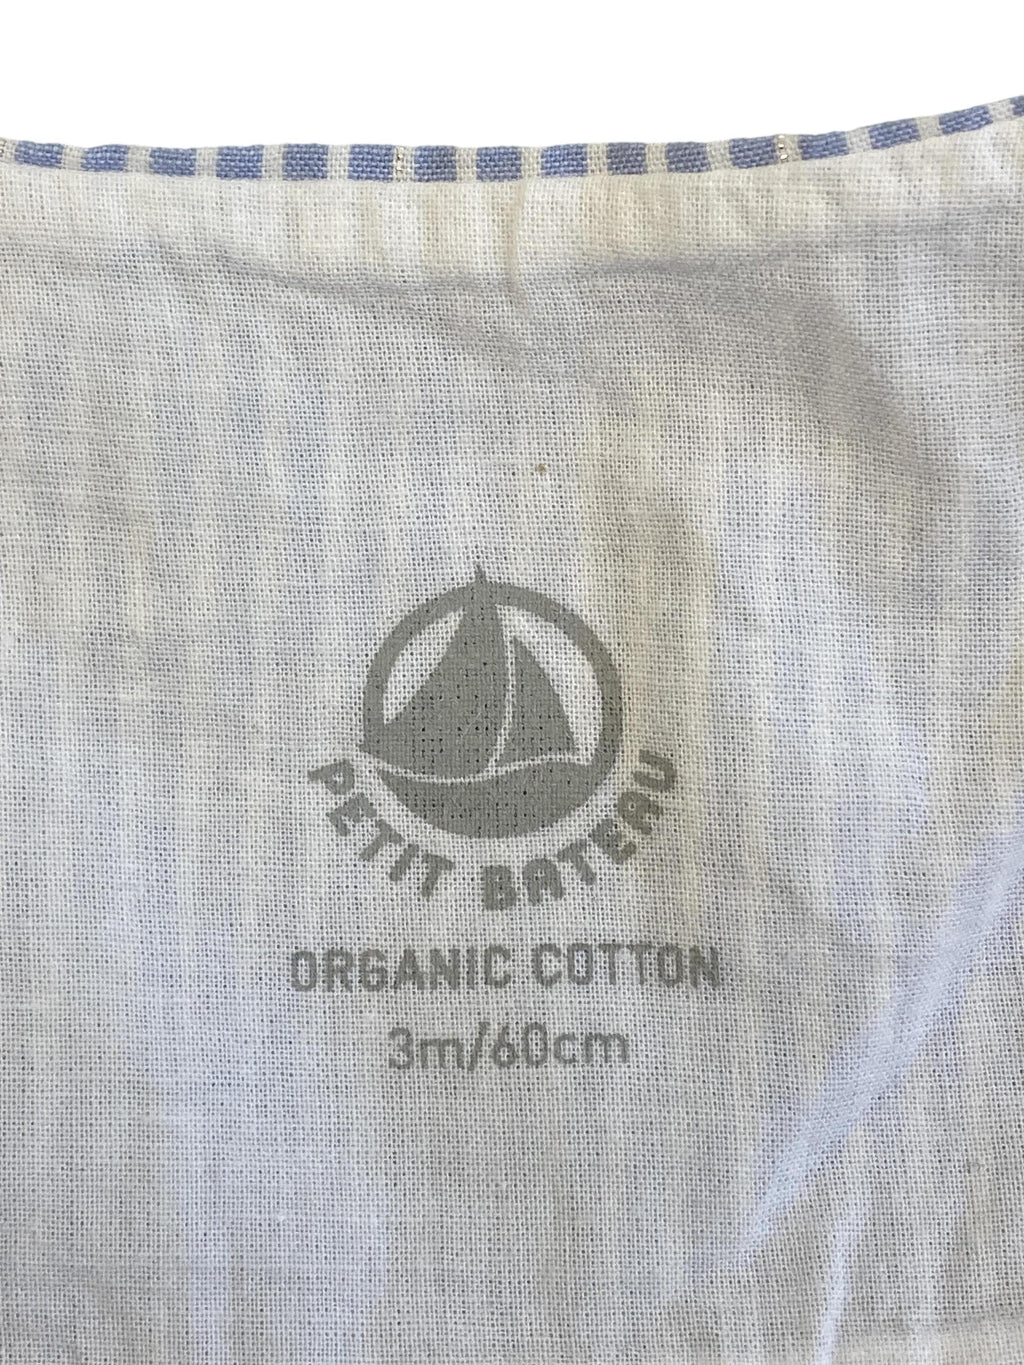 PETIT BATEAU
ORGANIC COTTON
3m/60cm